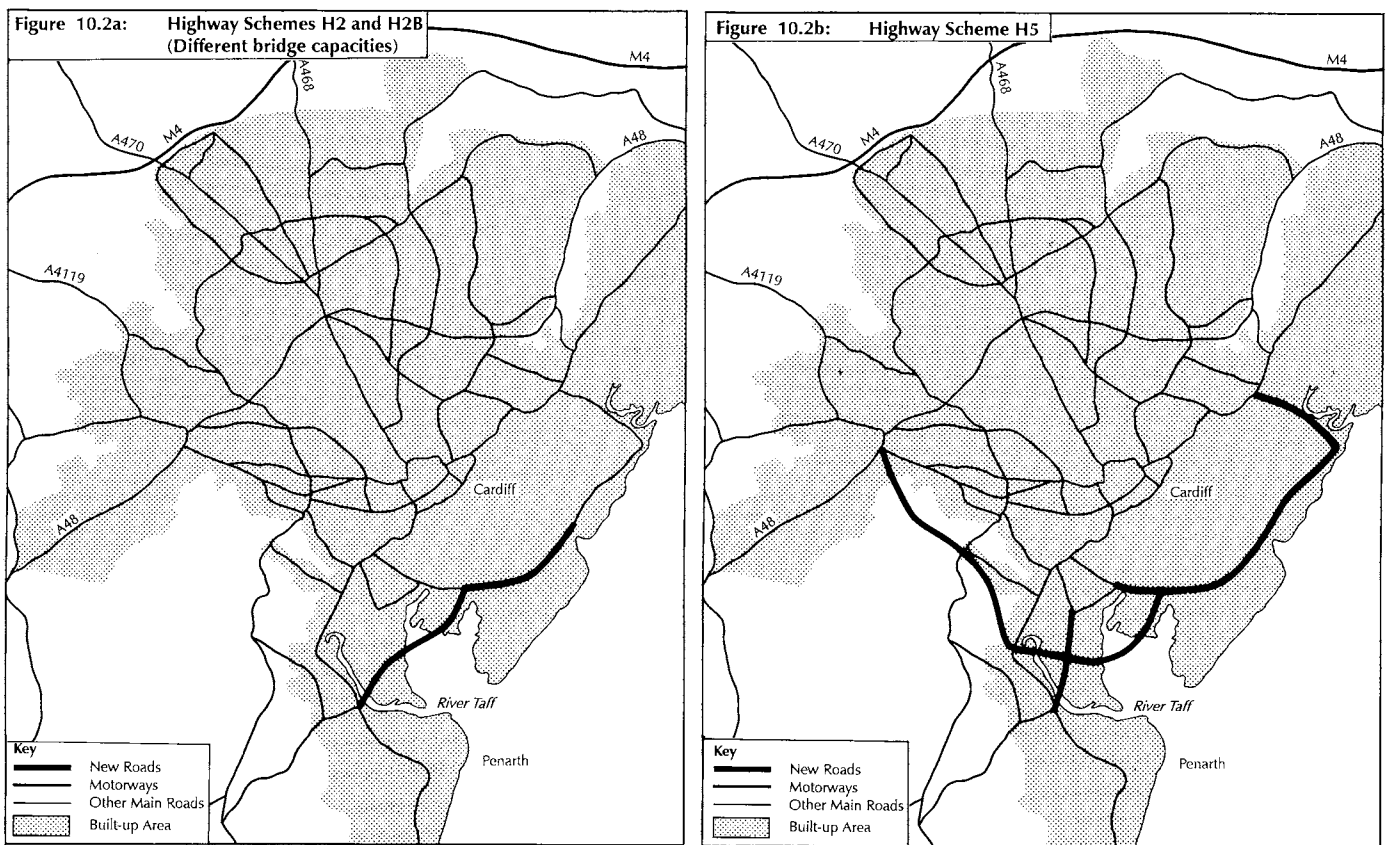 Figure 10.2a: Highway Schemes H2 and H2B
(Different bridge capacities)
M4
A468
A470
M4
A48
A4119
Cardiff
A48
River Taff
Penarth
Key
New Roads
Motorways
Other Main Roads
Built-up Area
Figure 10.2b: Highway Scheme H5
M4
A468
A470
M4
A48
A4119
Cardiff
A48
River Taff
Penarth
Key
New Roads
Motorways
Other Main Roads
Built-up Area